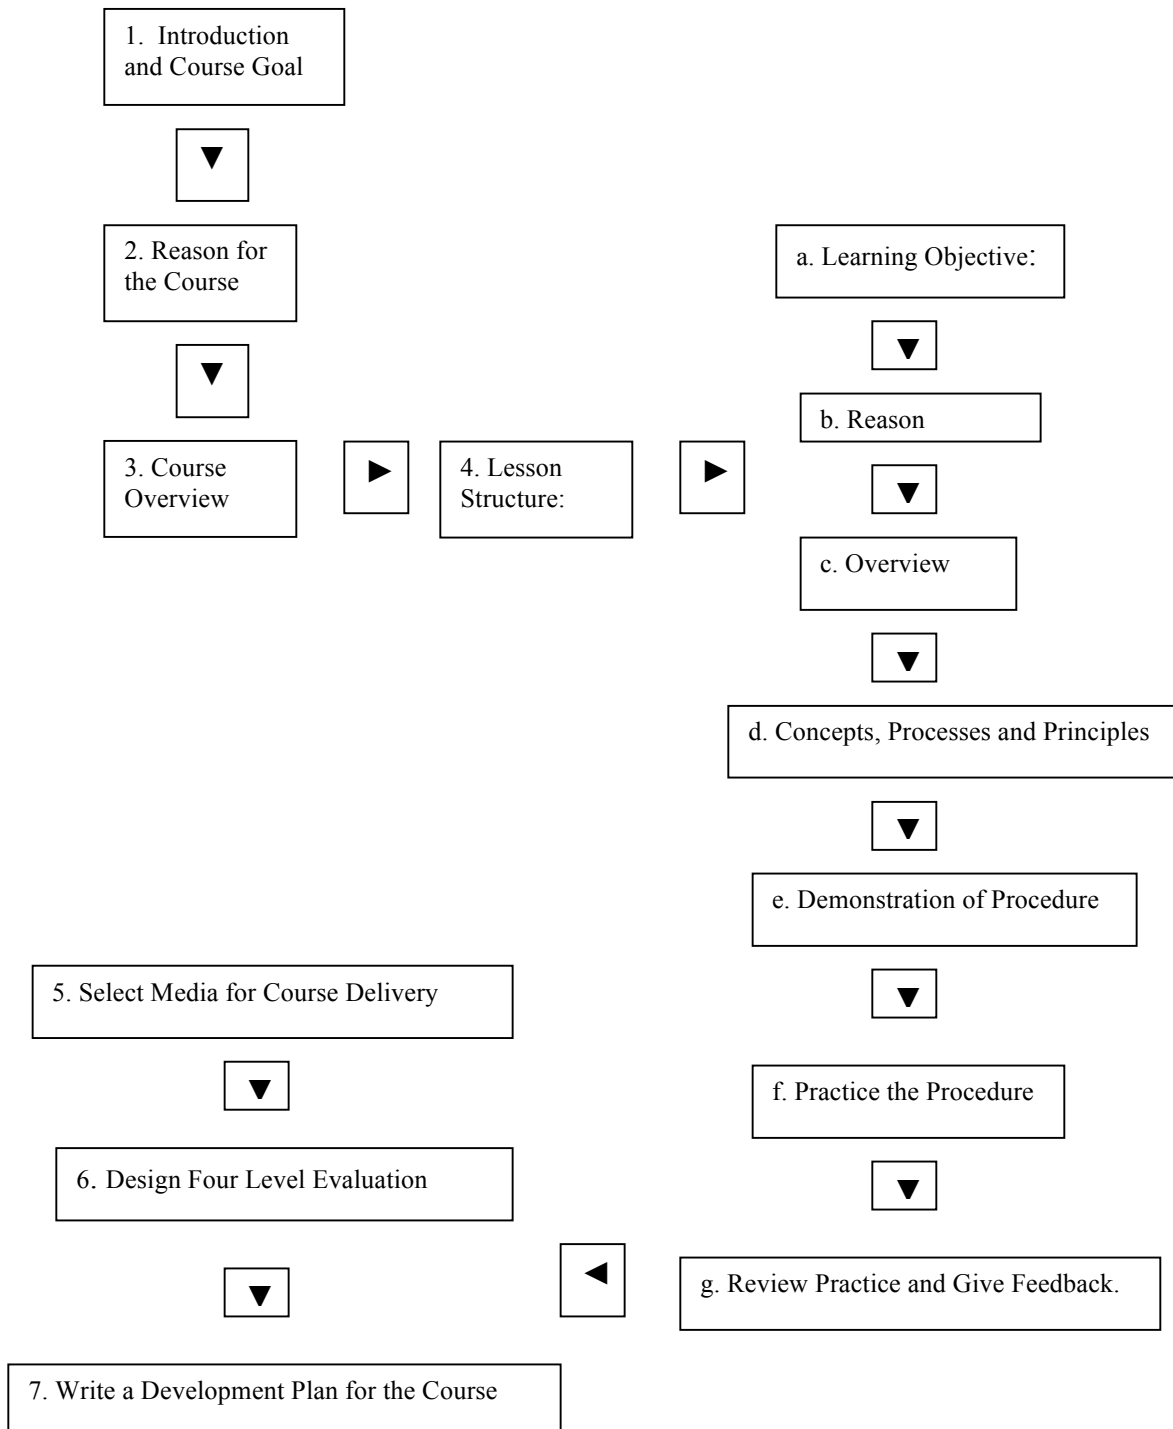 1.  Introduction
and Course Goal
2. Reason for
the Course
3. Course
Overview
4. Lesson
Structure:
a. Learning Objective:
b. Reason
c. Overview
d. Concepts, Processes and Principles
e. Demonstration of Procedure
f. Practice the Procedure
g. Review Practice and Give Feedback.
5. Select Media for Course Delivery
6. Design Four Level Evaluation
7. Write a Development Plan for the Course